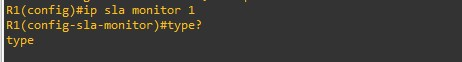 R1(config)#ip sla monitor 1
R1(config-sla-monitor)#type?
type